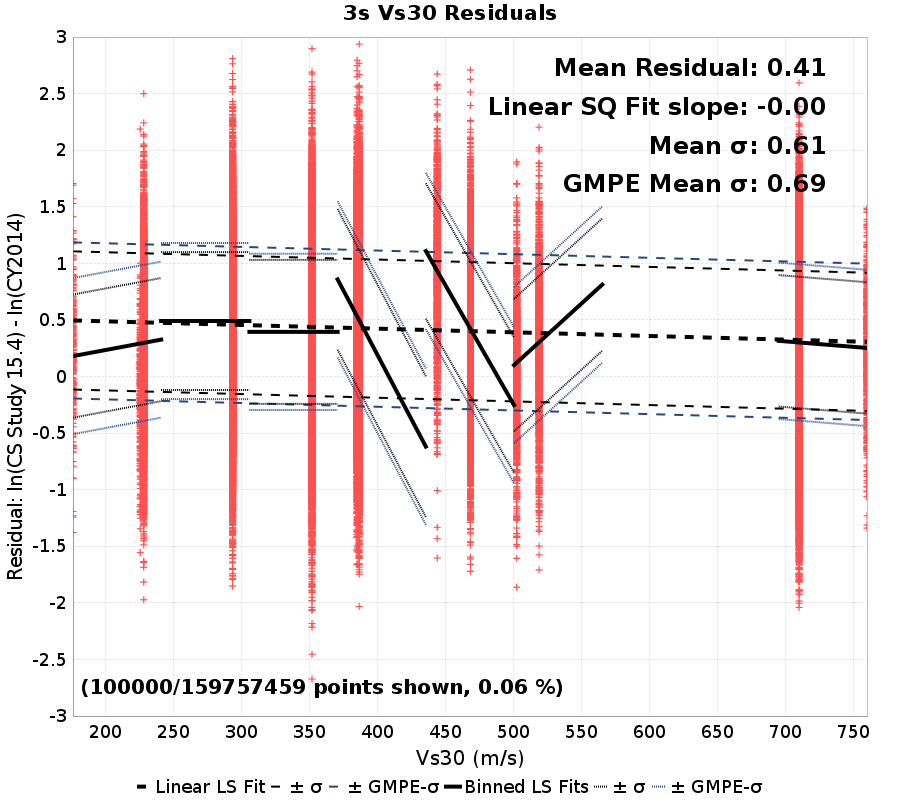 3s Vs30 Residuals
Mean Residual: 0.41
Linear SQ Fit slope: -0.00
Mean σ: 0.61
GMPE Mean σ: 0.69
Residual: ln(CS Study 15.4) - ln(CY2014)
3
2.5
2
1.5
1
0.5
0
-0.5
-1
-1.5
-2
-2.5
-3
(100000/159757459 points shown, 0.06 %)
200 250 300 350 400 450 500 550 600 650 700 750
Vs30 (m/s)
Linear LS Fit ± σ ± GMPE-σ Binned LS Fits ± σ ± GMPE-σ